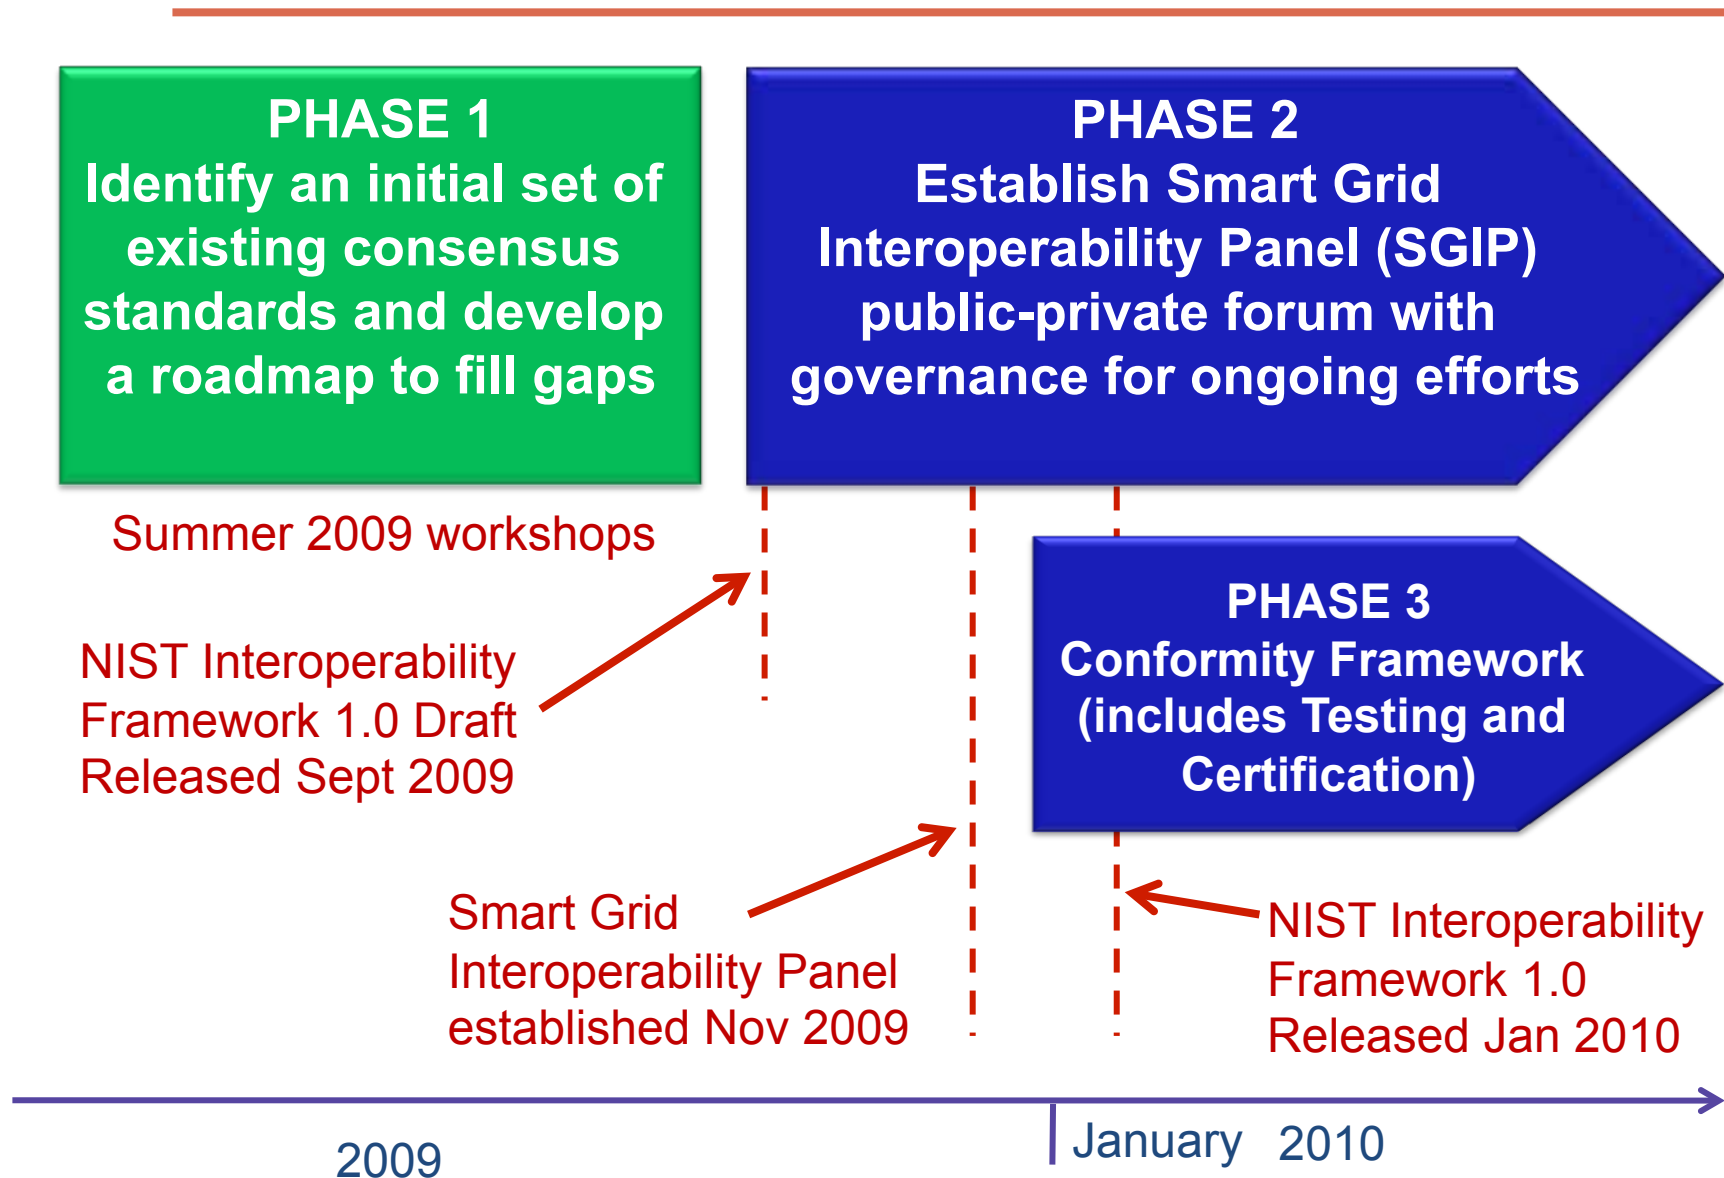 PHASE 1
Identify an initial set of
existing consensus
standards and develop
a roadmap to fill gaps
PHASE 2
Establish Smart Grid
Interoperability Panel (SGIP)
public-private forum with
governance for ongoing efforts
Summer 2009 workshops
NIST Interoperability
Framework 1.0 Draft
Released Sept 2009
PHASE 3
Conformity Framework
(includes Testing and
Certification)
Smart Grid
Interoperability Panel
established Nov 2009
NIST Interoperability
Framework 1.0
Released Jan 2010
2009
January 2010